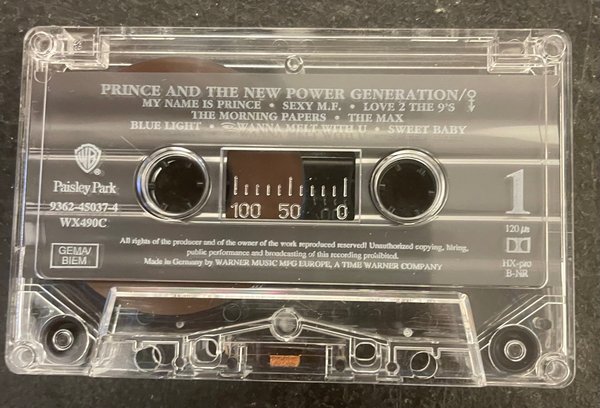 PRINCE AND THE NEW POWER GENERATION/
MY NAME IS PRINCE • SEXY M.F. • LOVE 2 THE 9'S
THE MORNING PAPERS • THE MAX
BLUE LIGHT • WANNA MELT WITH U • SWEET BABY
WB
Paisley Park
9362-45037-4
WX490C
GEMA/
BIEM
100 50 0
1
120 µs
HX-pro
B-NR
All rights of the producer and of the owner of the work reproduced reserved! Unauthorized copying, hiring,
public performance and broadcasting of this recording prohibited.
Made in Germany by WARNER MUSIC MFG EUROPE, A TIME WARNER COMPANY